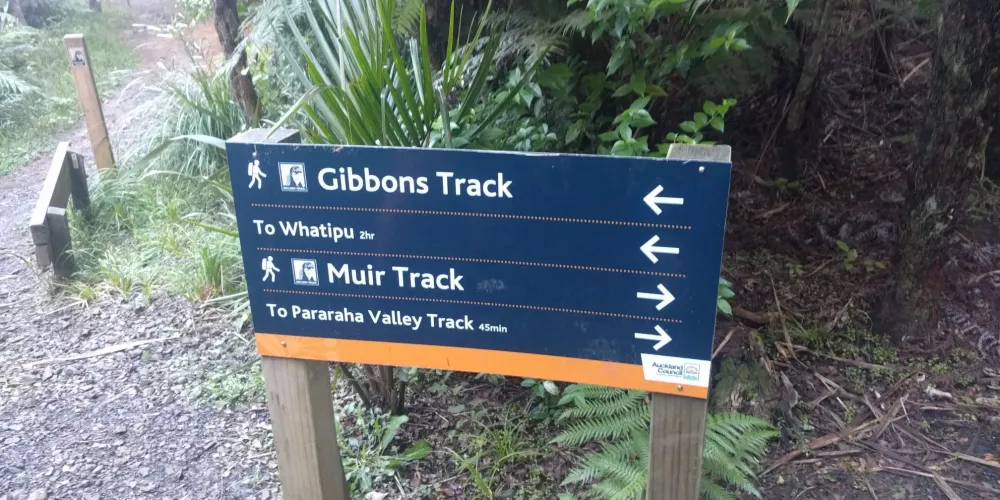 Gibbons Track ←
To Whatipu 2hr ←
Muir Track →
To Pararaha Valley Track 45min →
Auckland
Council